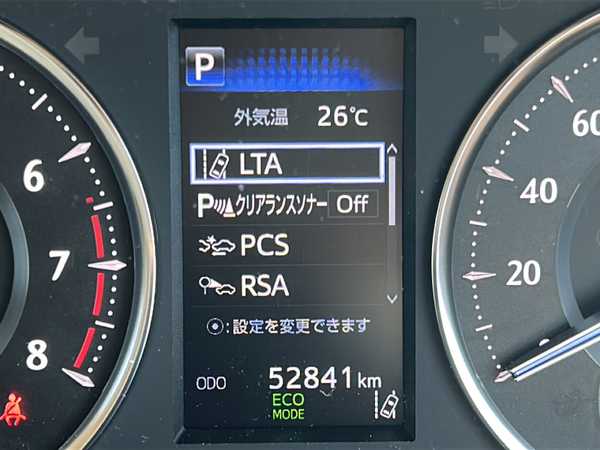 P
外気温 26℃
LTA
P クリアランスソナー Off
PCS
RSA
:設定を変更できます
ODO 52841 km
ECO
MODE
6
7
8
60
40
20